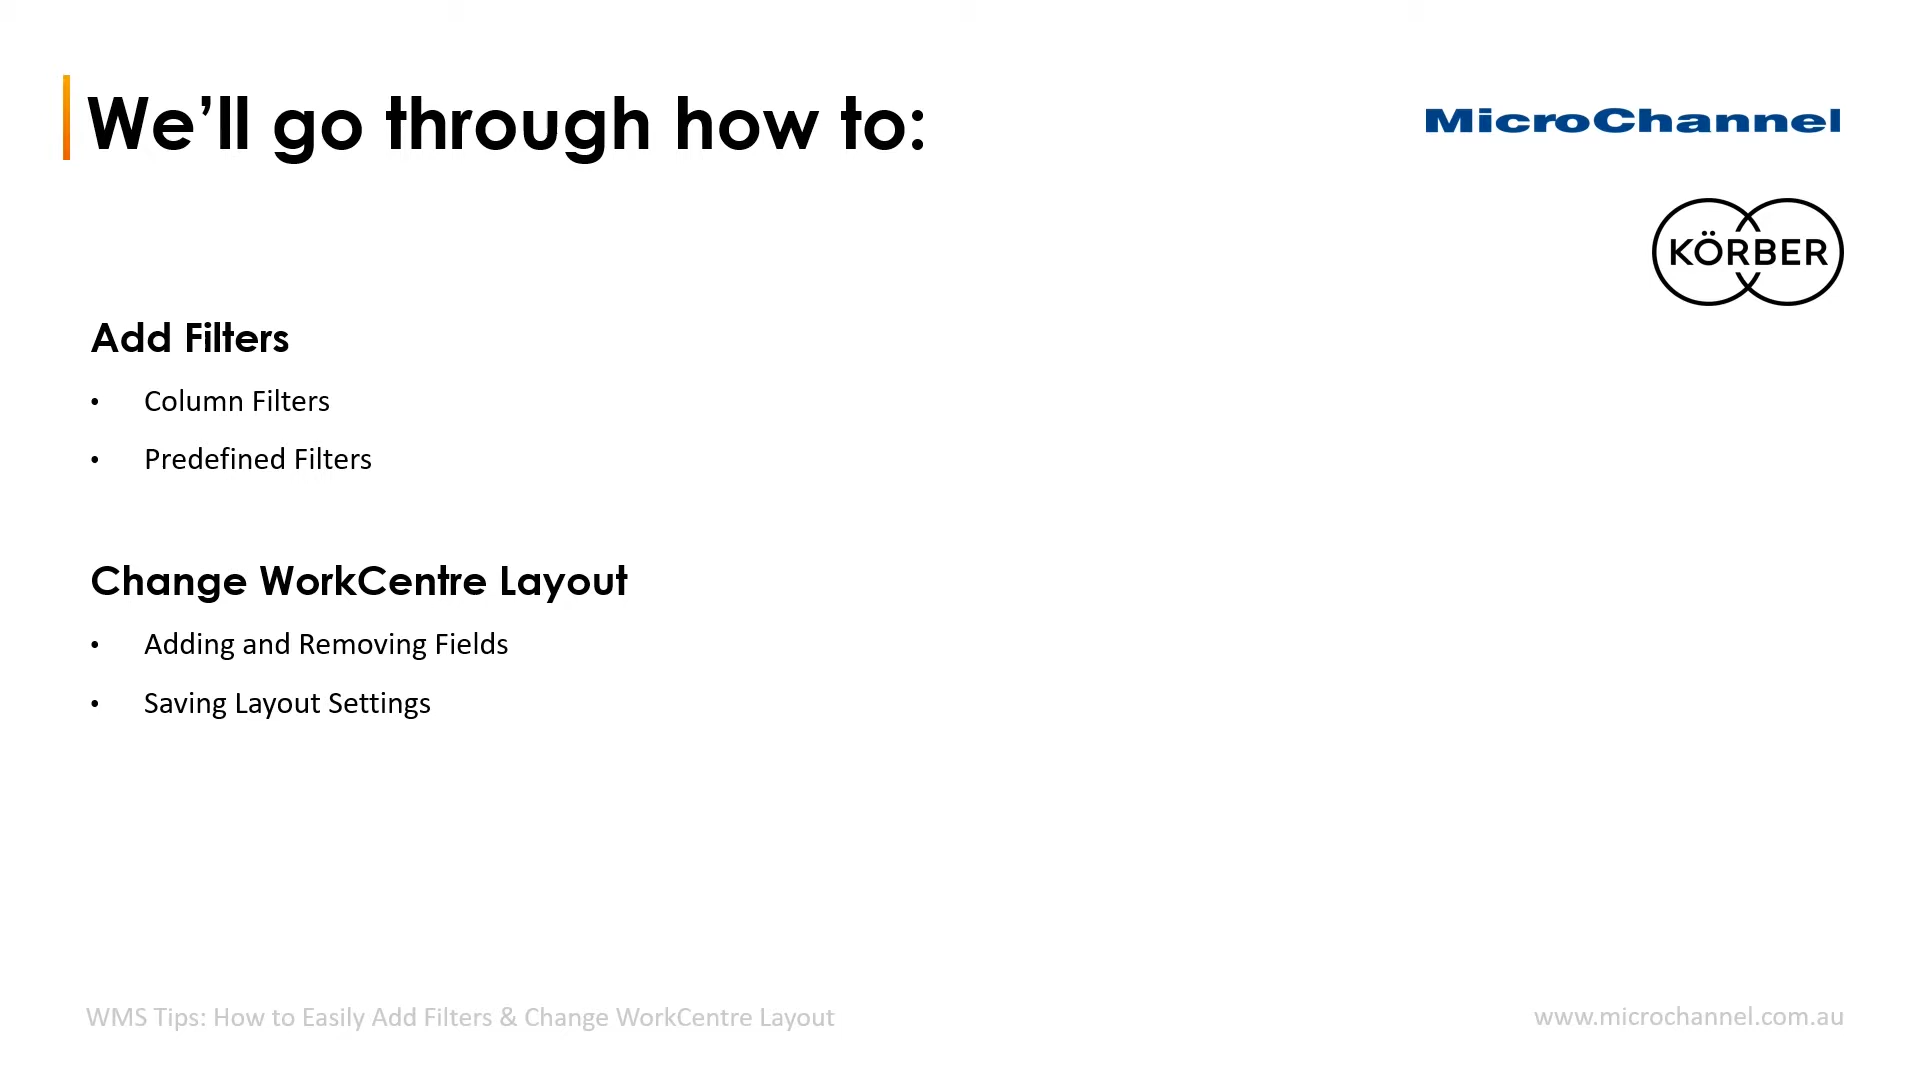 We’ll go through how to:
MicroChannel
KÖRBER
Add Filters
• Column Filters
• Predefined Filters
Change WorkCentre Layout
• Adding and Removing Fields
• Saving Layout Settings
WMS Tips: How to Easily Add Filters & Change WorkCentre Layout
www.microchannel.com.au